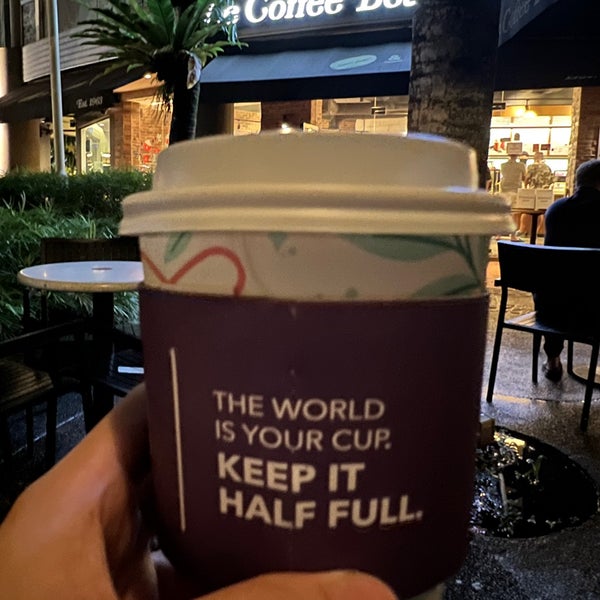 Coffee
Est. 1963
THE WORLD
IS YOUR CUP.
KEEP IT
HALF FULL.